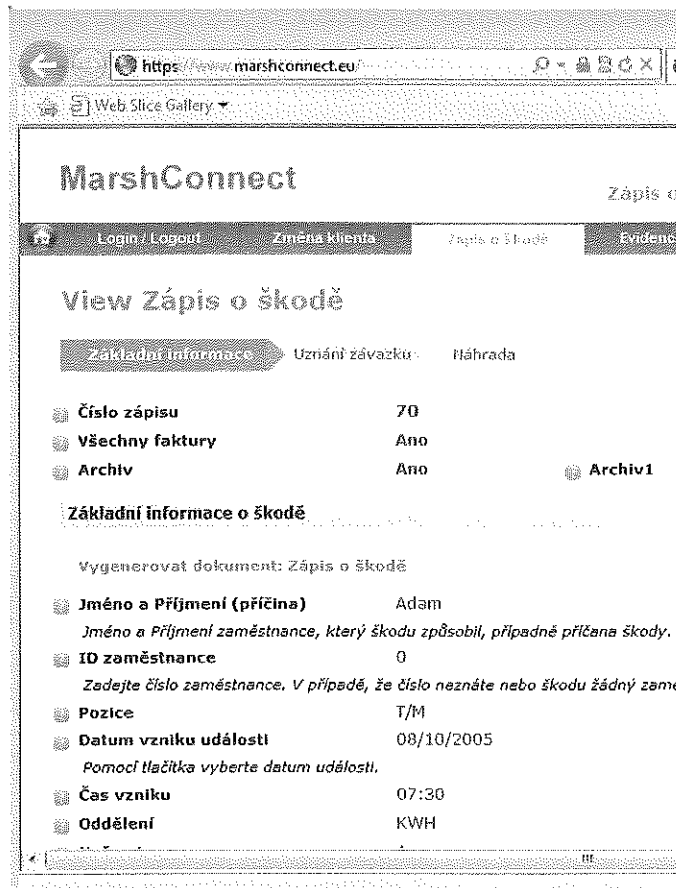 https://www.marshconnect.eu/
Web Slice Gallery
MarshConnect
Zápis o
Login / Logout Změna klienta Zápis o škodě Evidenc
View Zápis o škodě
Základní informace Uznání závazku Náhrada
Číslo zápisu 70
Všechny faktury Ano
Archiv Ano Archiv1
Základní informace o škodě
Vygenerovat dokument: Zápis o škodě
Jméno a Příjmení (příčina) Adam
Jméno a Příjmení zaměstnance, který škodu způsobil, případně příčana škody.
ID zaměstnance 0
Zadejte číslo zaměstnance. V případě, že číslo neznáte nebo škodu žádný zamě
Pozice T/M
Datum vzniku události 08/10/2005
Pomocí tlačítka vyberte datum události.
Čas vzniku 07:30
Oddělení KWH